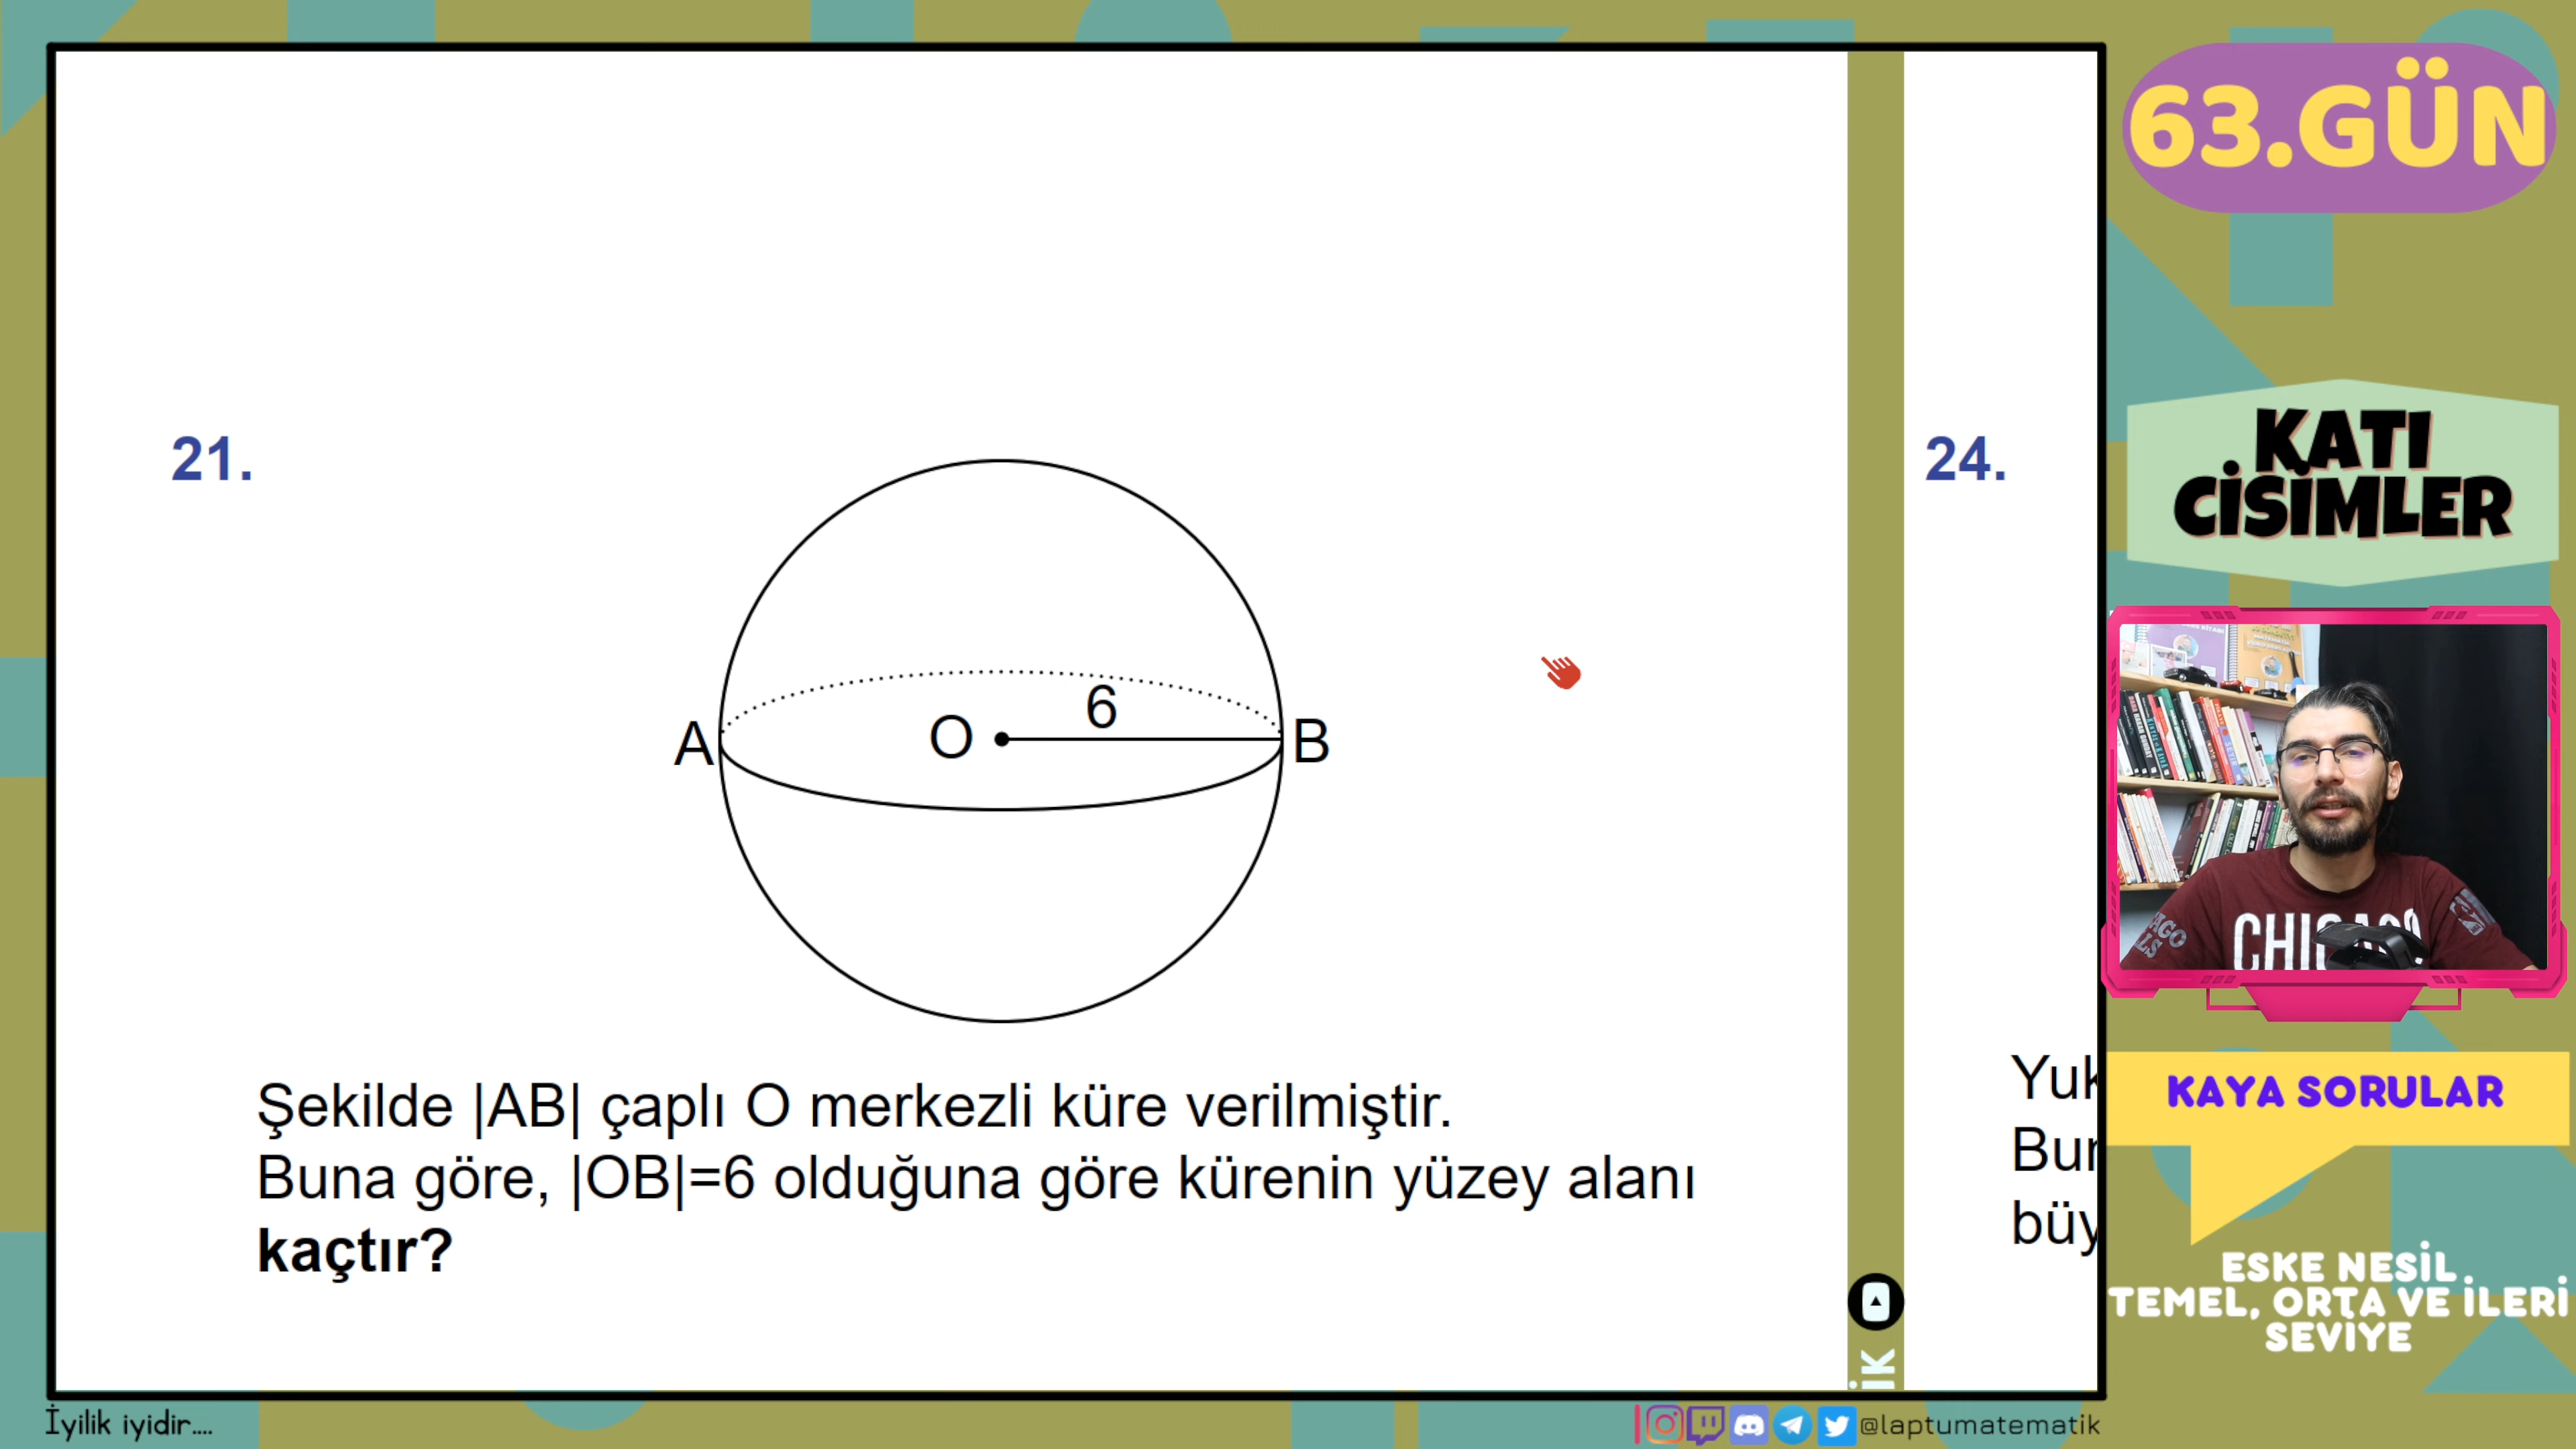 63.GÜN
21.
24.
KATI
CİSİMLER
6
A
O
B
CHICAGO
Şekilde |AB| çaplı O merkezli küre verilmiştir.
Buna göre, |OB|=6 olduğuna göre kürenin yüzey alanı
kaçtır?
Yuk
Bur
büy
KAYA SORULAR
ESKE NESİL
TEMEL, ORTA VE İLERİ
SEVİYE
İK
İyilik iyidir....
@laptumatematik